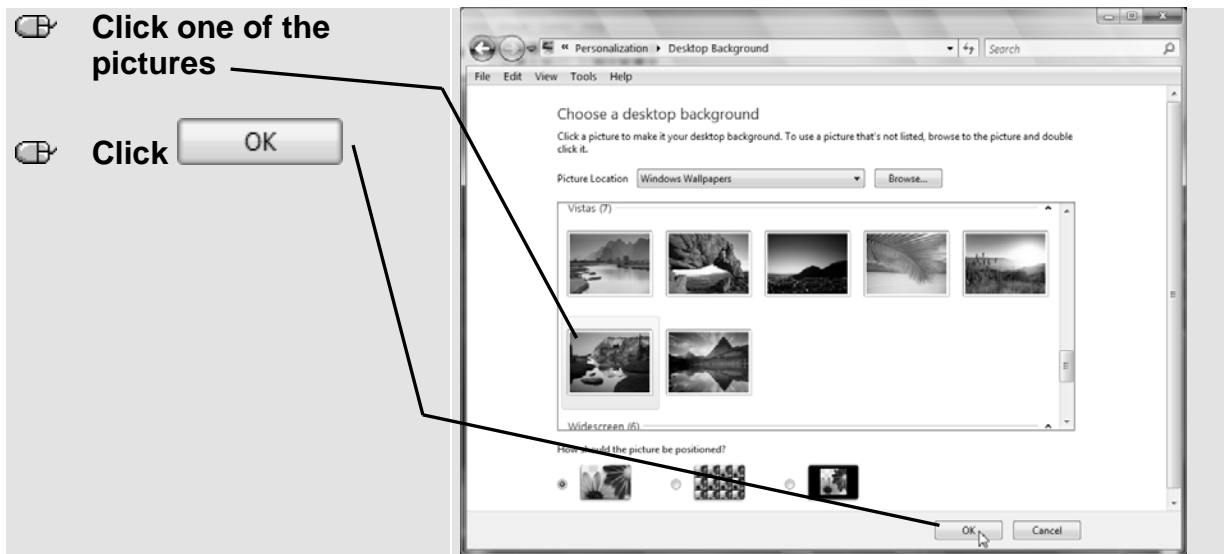 Click one of the
pictures
Click OK
« Personalization ▸ Desktop Background
Search
File Edit View Tools Help
Choose a desktop background
Click a picture to make it your desktop background. To use a picture that's not listed, browse to the picture and double
click it.
Picture Location Windows Wallpapers Browse...
Vistas (7)
Widescreen (6)
How should the picture be positioned?
OK Cancel